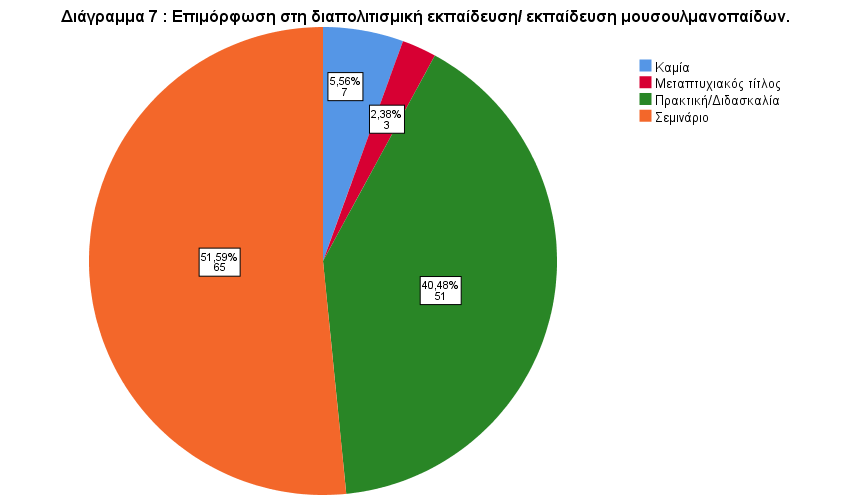 Διάγραμμα 7 : Επιμόρφωση στη διαπολιτισμική εκπαίδευση/ εκπαίδευση μουσουλμανοπαίδων.
Καμία
Μεταπτυχιακός τίτλος
Πρακτική/Διδασκαλία
Σεμινάριο
5,56%
7
2,38%
3
51,59%
65
40,48%
51